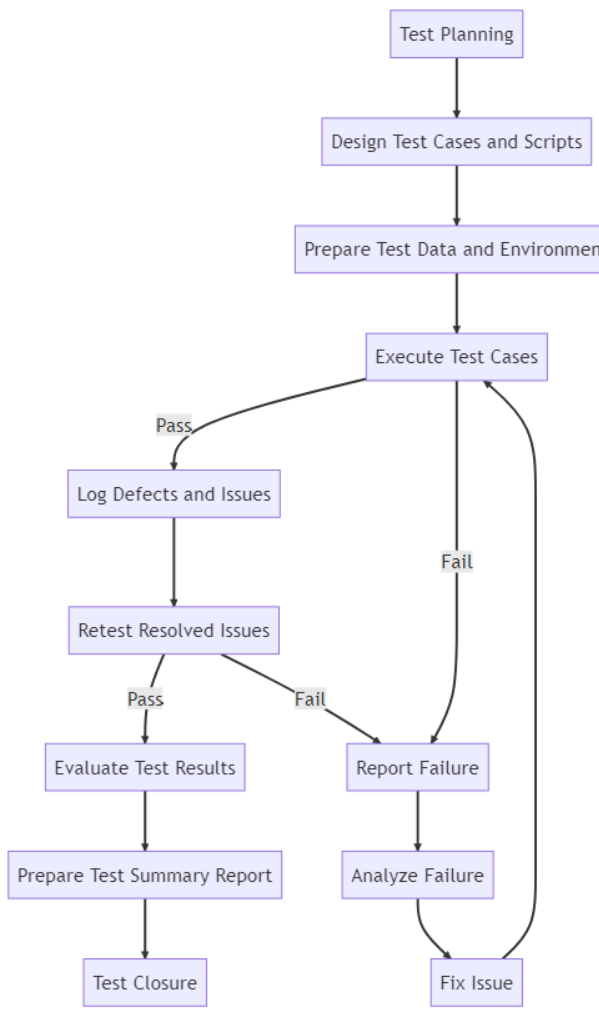 Test Planning
Design Test Cases and Scripts
Prepare Test Data and Environmen
Execute Test Cases
Pass
Log Defects and Issues
Fail
Retest Resolved Issues
Pass
Fail
Evaluate Test Results
Report Failure
Prepare Test Summary Report
Analyze Failure
Test Closure
Fix Issue